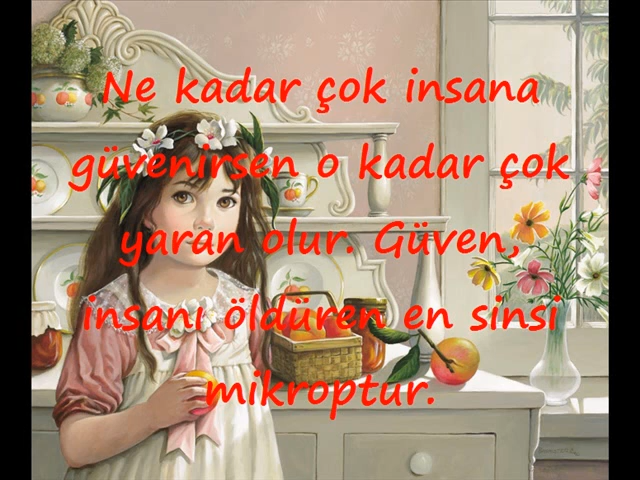 Ne kadar çok insana
güvenirsen o kadar çok
yaran olur. Güven,
insanı öldüren en sinsi
mikroptur.